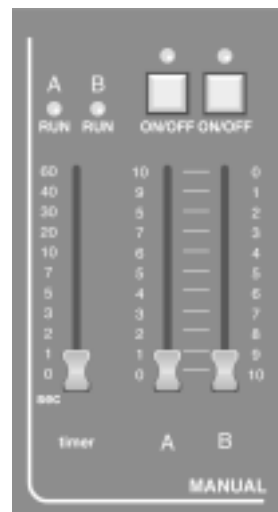 A B
RUN RUN ON/OFF ON/OFF
60 10 0
40 9 1
30 5 2
20 7 3
10 6 4
7 5 5
5 4 6
3 3 7
2 2 8
1 1 9
0 0 10
sec
timer A B
MANUAL